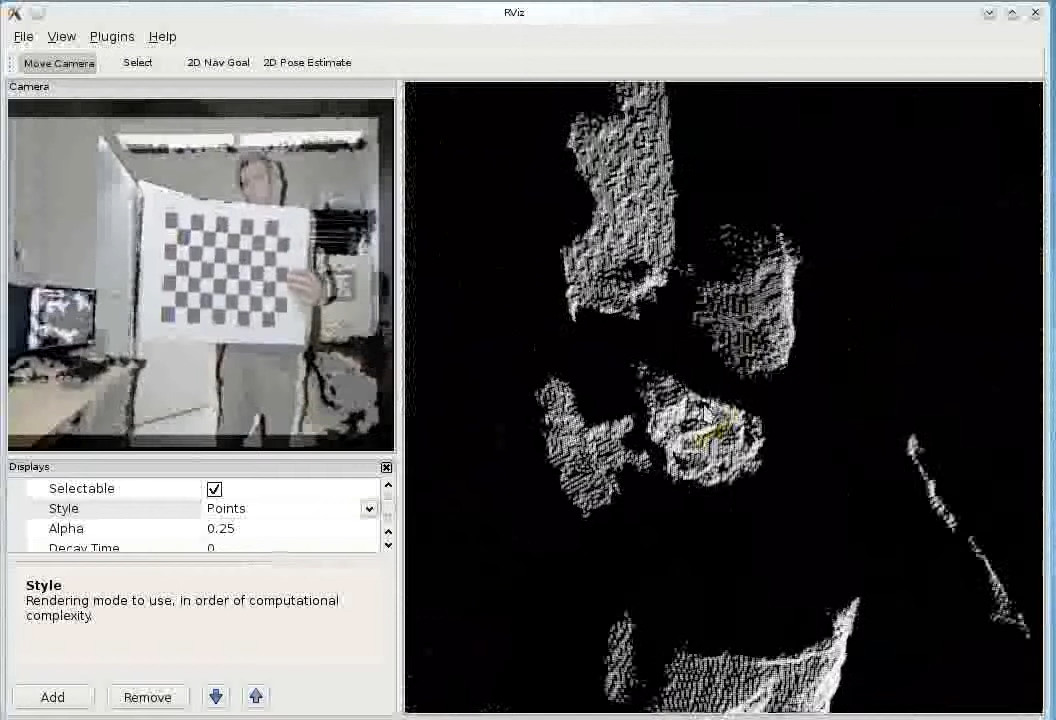 RViz
File View Plugins Help
Move Camera Select 2D Nav Goal 2D Pose Estimate
Camera
Displays
Selectable
Style Points
Alpha 0.25
Decay Time 0
Style
Rendering mode to use, in order of computational
complexity.
Add Remove